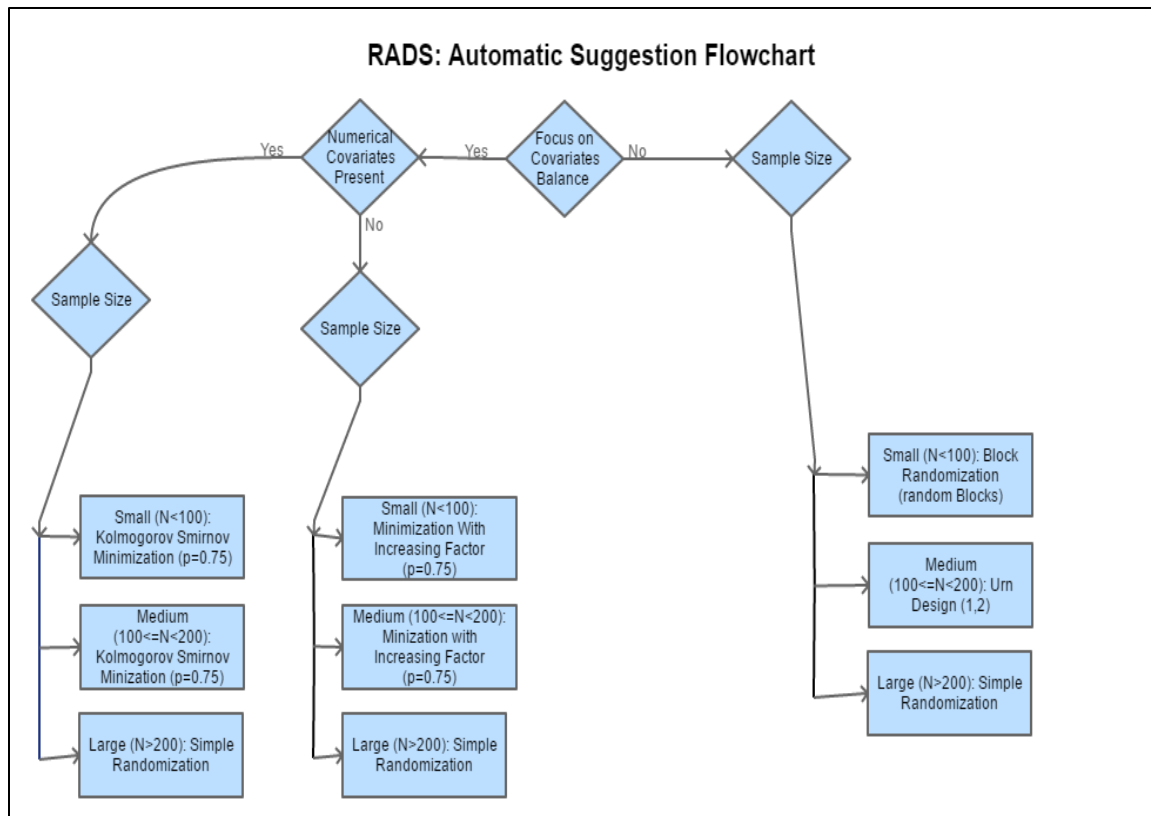 RADS: Automatic Suggestion Flowchart
Numerical
Covariates
Present
Focus on
Covariates
Balance
Sample Size
Yes
Yes
No
No
Sample Size
Sample Size
Small (N<100): Block
Randomization
(random Blocks)
Medium
(100<=N<200): Urn
Design (1,2)
Large (N>200): Simple
Randomization
Small (N<100):
Kolmogorov Smirnov
Minimization (p=0.75)
Medium
(100<=N<200):
Kolmogorov Smirnov
Minization (p=0.75)
Large (N>200): Simple
Randomization
Small (N<100):
Minimization With
Increasing Factor
(p=0.75)
Medium (100<=N<200):
Minization with
Increasing Factor
(p=0.75)
Large (N>200): Simple
Randomization